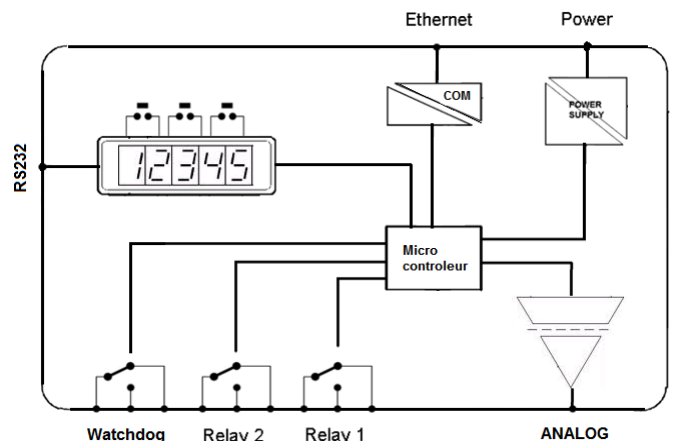 Ethernet
Power
COM
POWER
SUPPLY
12345
RS232
Micro
controleur
Watchdog
Relay 2
Relay 1
ANALOG